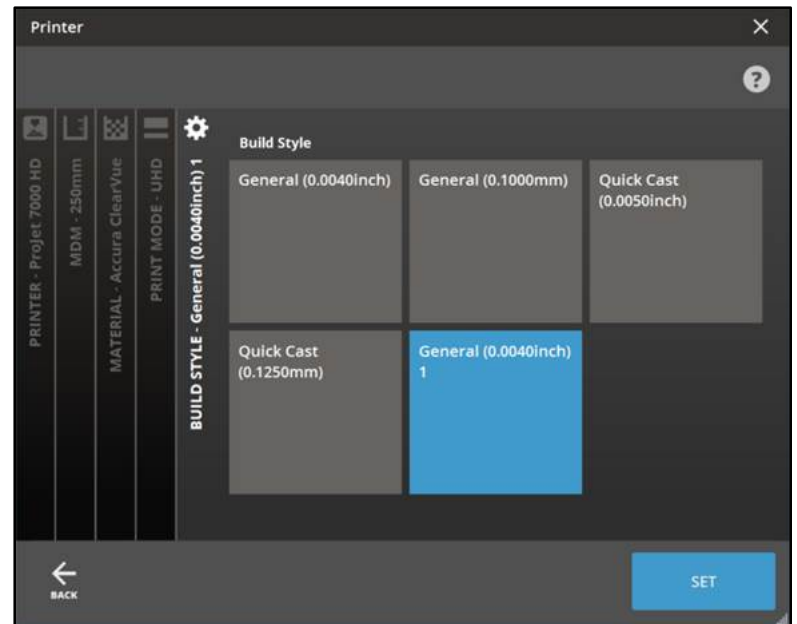 Printer
?
PRINTER - ProJet 7000 HD
MDM - 250mm
MATERIAL - Accura ClearVue
PRINT MODE - UHD
BUILD STYLE - General (0.0040inch) 1
Build Style
General (0.0040inch)
General (0.1000mm)
Quick Cast
(0.0050inch)
Quick Cast
(0.1250mm)
General (0.0040inch)
1
BACK
SET